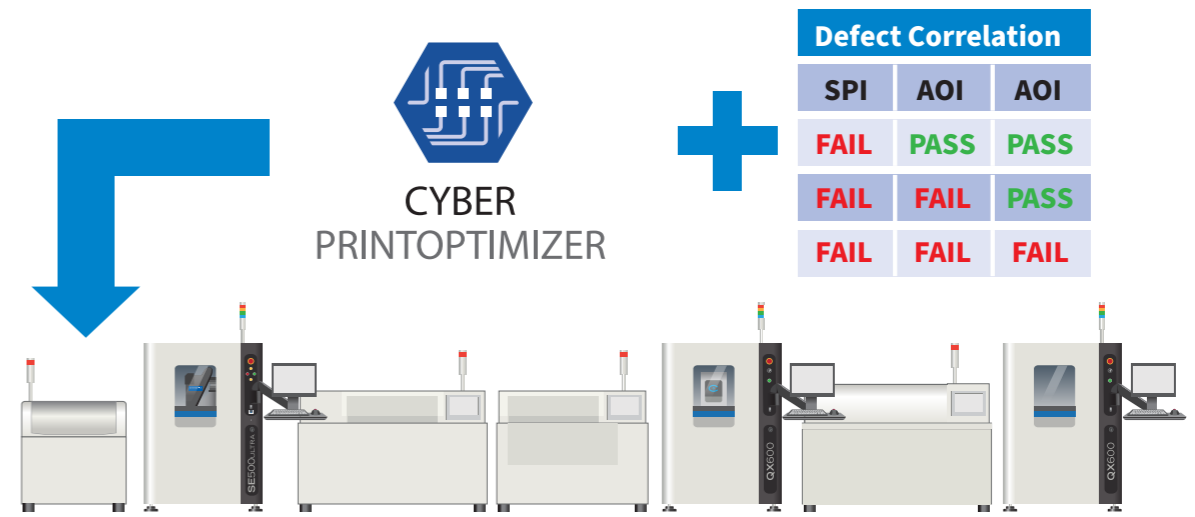 Defect Correlation
SPI AOI AOI
FAIL PASS PASS
FAIL FAIL PASS
FAIL FAIL FAIL
CYBER
PRINTOPTIMIZER
SE500ULTRA
QX600
QX600